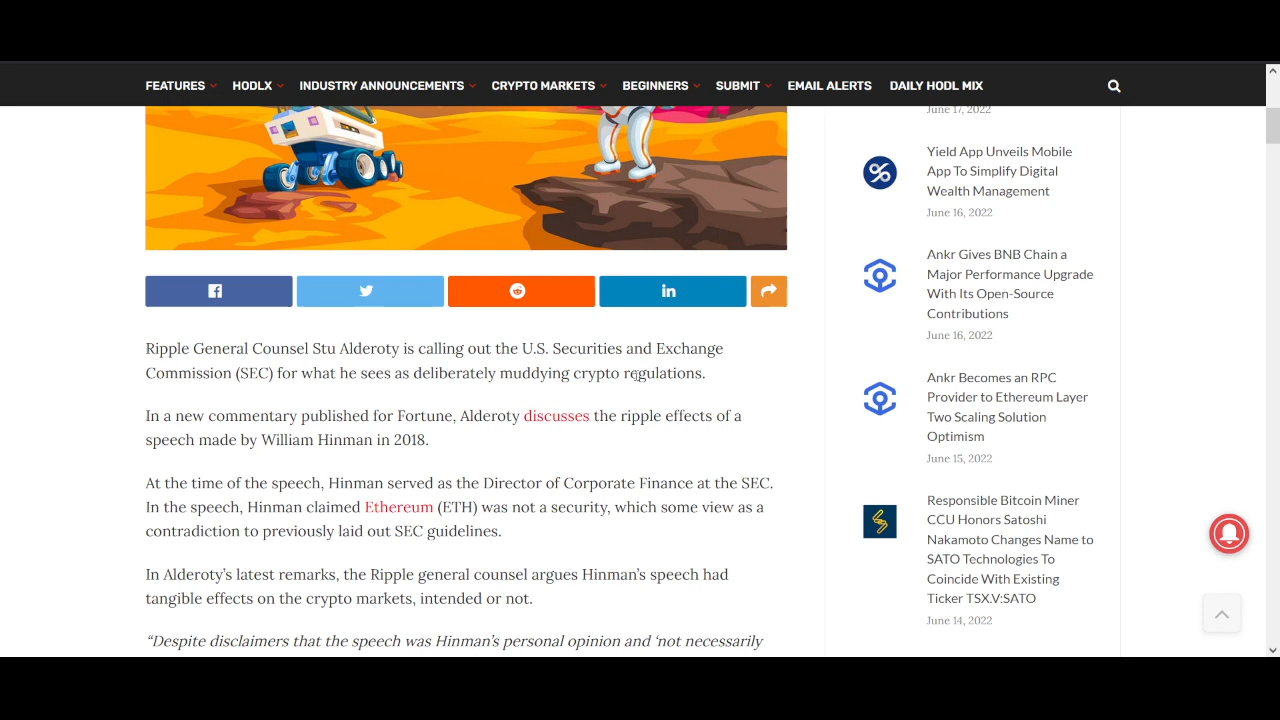 FEATURES HODLX INDUSTRY ANNOUNCEMENTS CRYPTO MARKETS BEGINNERS SUBMIT EMAIL ALERTS DAILY HODL MIX
Ripple General Counsel Stu Alderoty is calling out the U.S. Securities and Exchange
Commission (SEC) for what he sees as deliberately muddying crypto regulations.
In a new commentary published for Fortune, Alderoty discusses the ripple effects of a
speech made by William Hinman in 2018.
At the time of the speech, Hinman served as the Director of Corporate Finance at the SEC.
In the speech, Hinman claimed Ethereum (ETH) was not a security, which some view as a
contradiction to previously laid out SEC guidelines.
In Alderoty’s latest remarks, the Ripple general counsel argues Hinman’s speech had
tangible effects on the crypto markets, intended or not.
“Despite disclaimers that the speech was Hinman’s personal opinion and ‘not necessarily
June 17, 2022
Yield App Unveils Mobile
App To Simplify Digital
Wealth Management
June 16, 2022
Ankr Gives BNB Chain a
Major Performance Upgrade
With Its Open-Source
Contributions
June 16, 2022
Ankr Becomes an RPC
Provider to Ethereum Layer
Two Scaling Solution
Optimism
June 15, 2022
Responsible Bitcoin Miner
CCU Honors Satoshi
Nakamoto Changes Name to
SATO Technologies To
Coincide With Existing
Ticker TSX.V:SATO
June 14, 2022